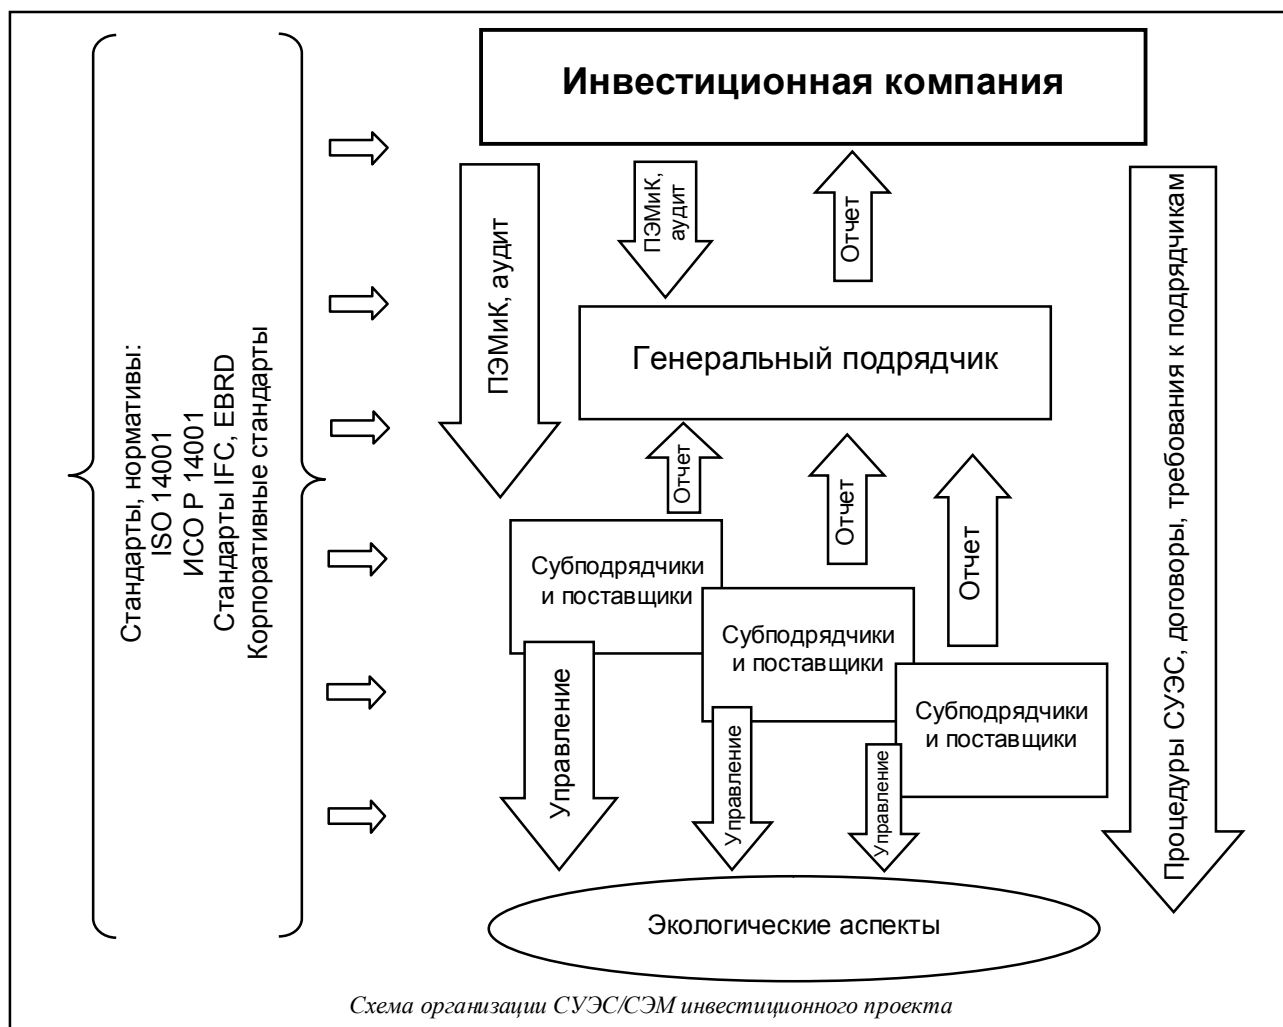 Инвестиционная компания
Стандарты, нормативы:
ISO 14001
ИСО Р 14001
Стандарты IFC, EBRD
Корпоративные стандарты
ПЭМиК, аудит
ПЭМиК,
аудит
Отчет
Процедуры СУЭС, договоры, требования к подрядчикам
Генеральный подрядчик
Отчет
Отчет
Отчет
Субподрядчики
и поставщики
Субподрядчики
и поставщики
Субподрядчики
и поставщики
Управление
Управление
Управление
Экологические аспекты
Схема организации СУЭС/СЭМ инвестиционного проекта